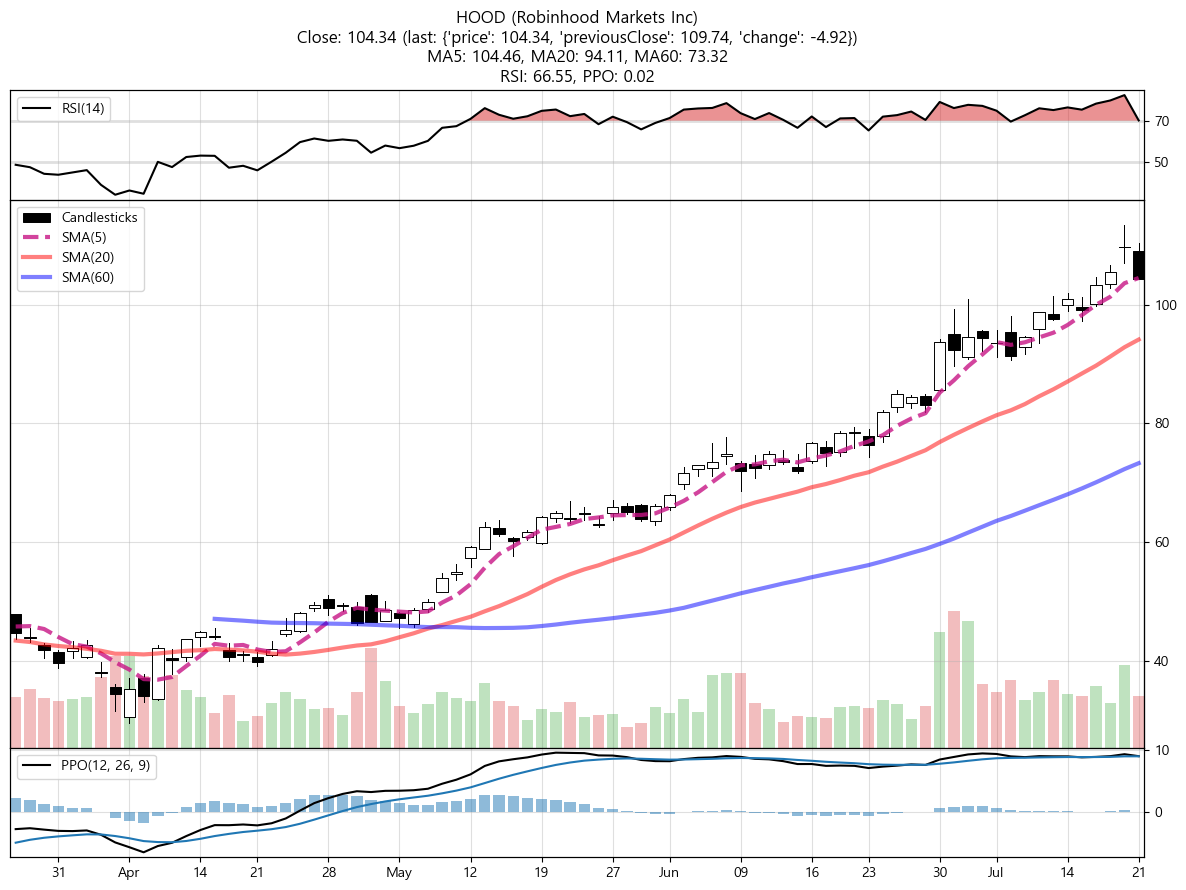 HOOD (Robinhood Markets Inc)
Close: 104.34 (last: {'price': 104.34, 'previousClose': 109.74, 'change': -4.92})
MA5: 104.46, MA20: 94.11, MA60: 73.32
RSI: 66.55, PPO: 0.02
RSI(14)
70
50
Candlesticks
SMA(5)
SMA(20)
SMA(60)
100
80
60
40
PPO(12, 26, 9)
10
0
31 Apr 14 21 28 May 12 19 27 Jun 09 16 23 30 Jul 14 21